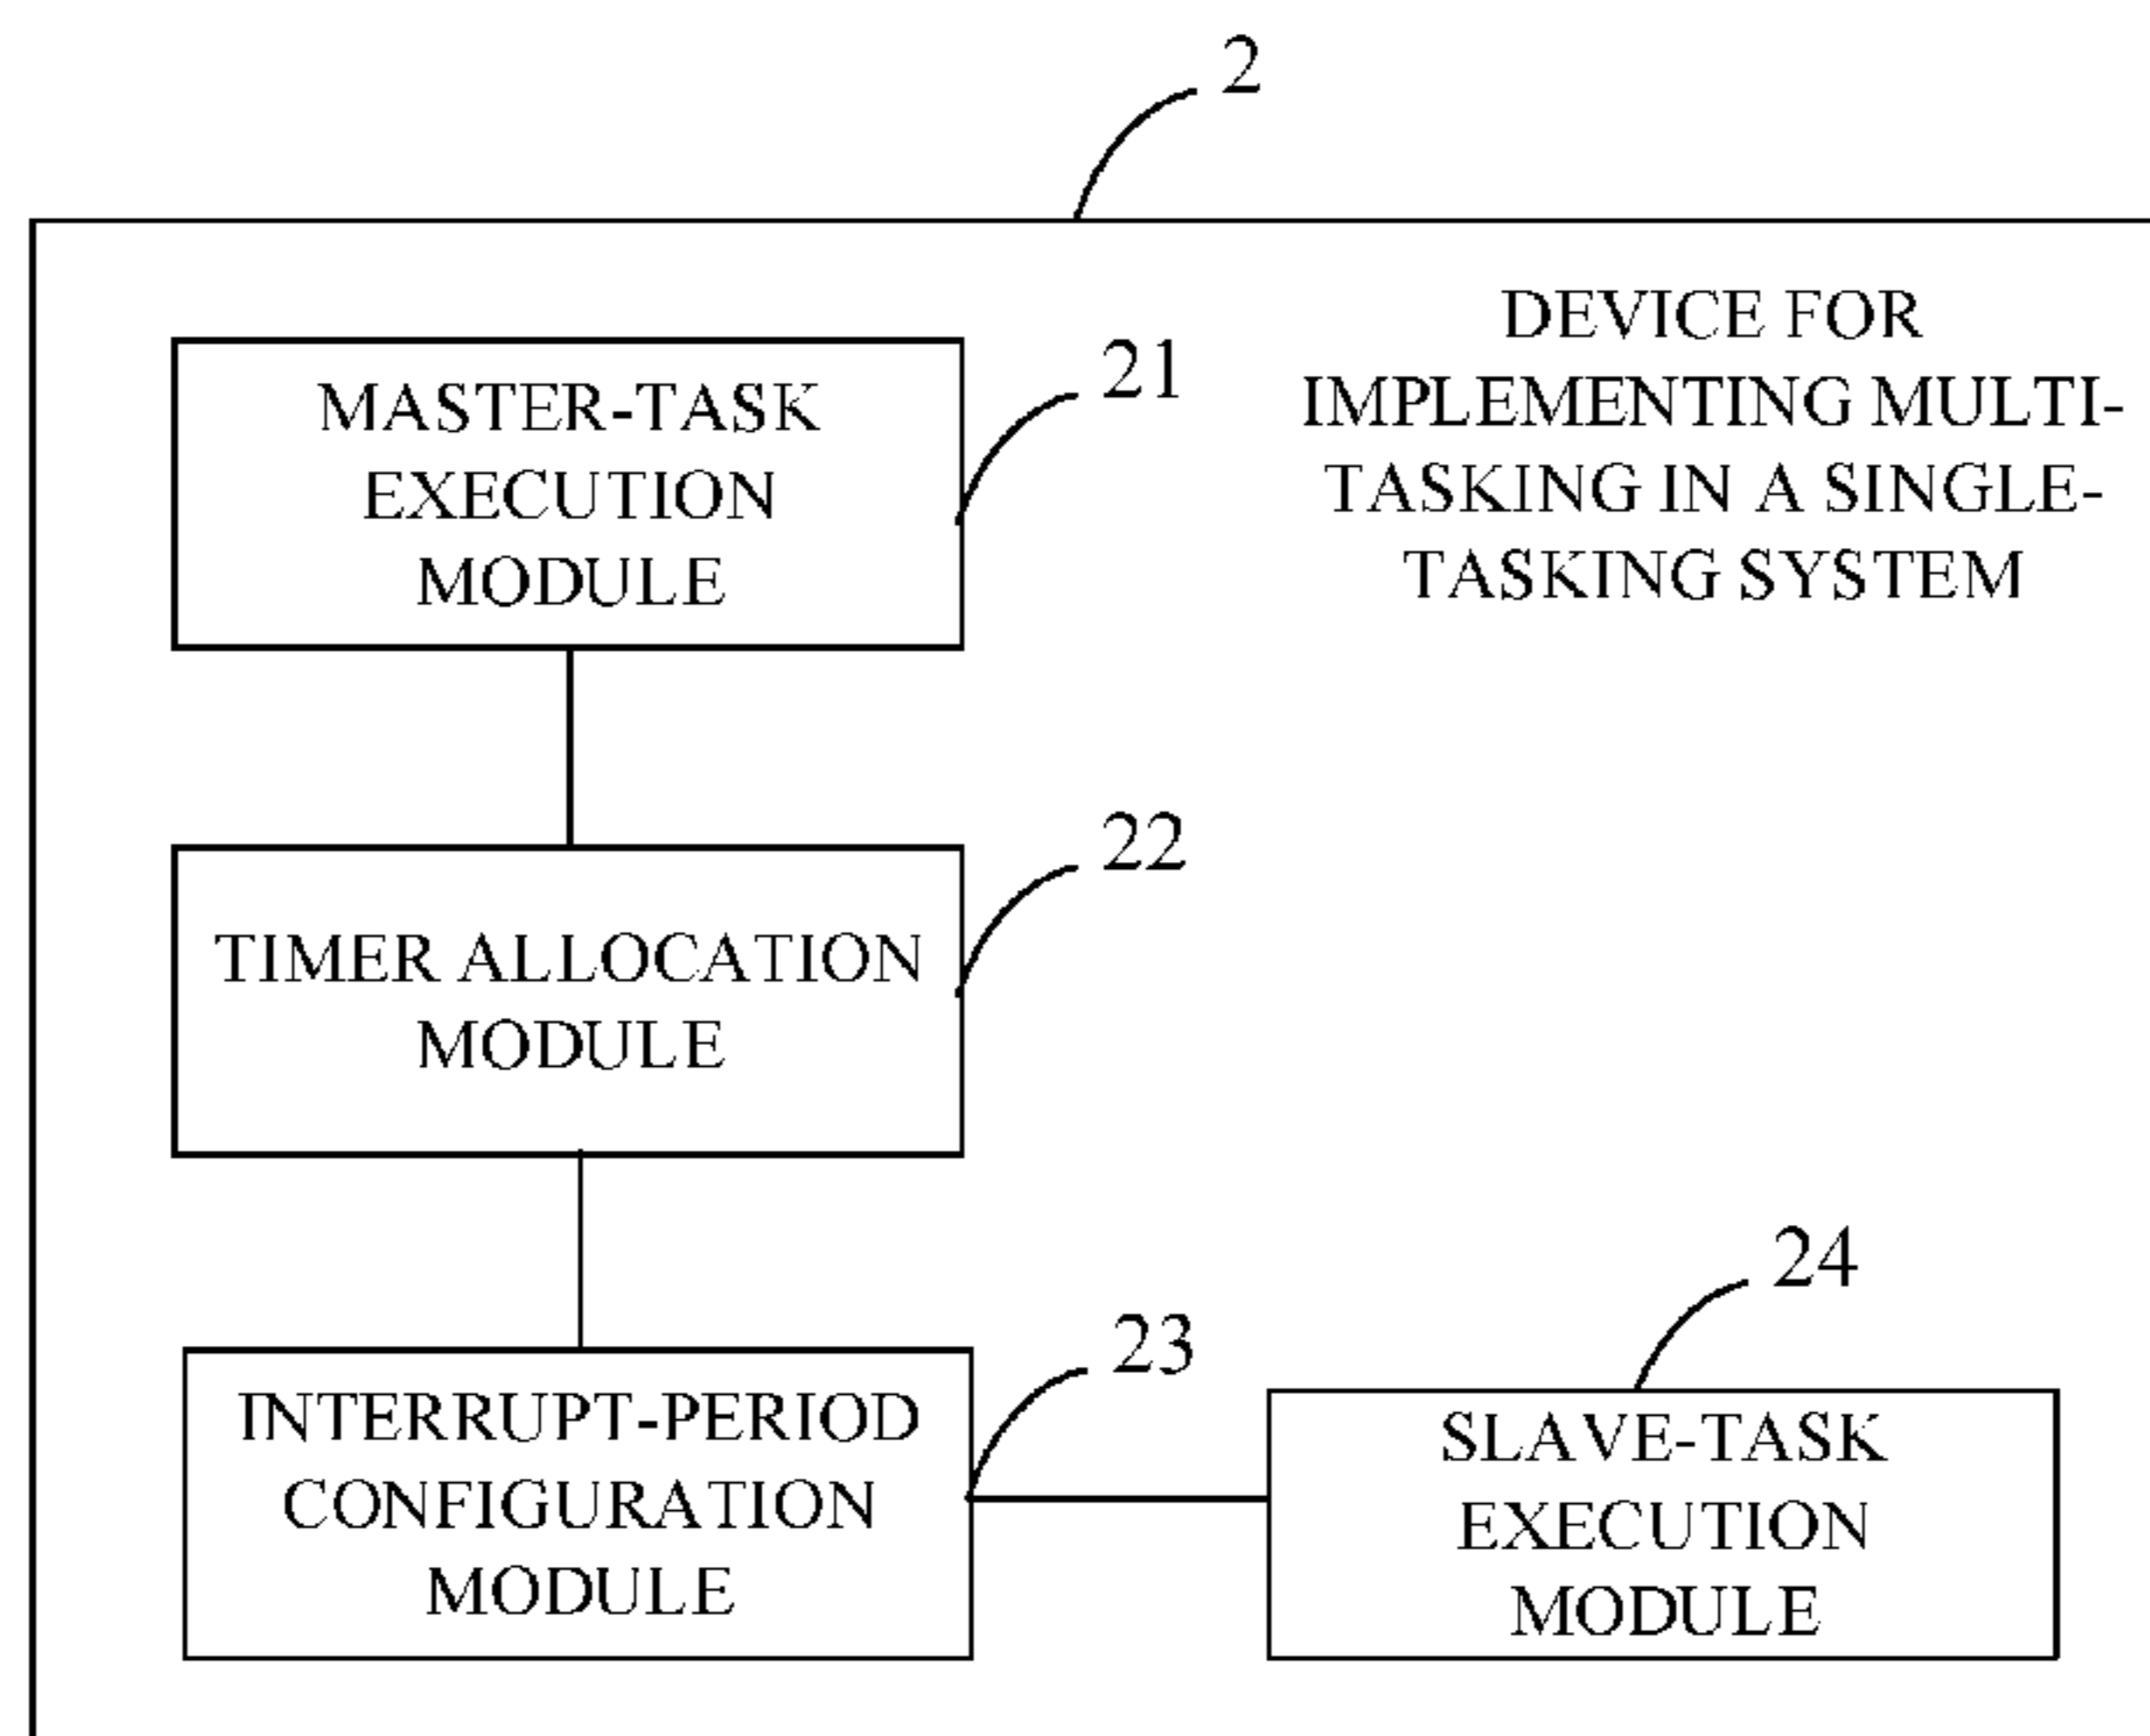 2
DEVICE FOR
IMPLEMENTING MULTI-
TASKING IN A SINGLE-
TASKING SYSTEM
MASTER-TASK
EXECUTION
MODULE
21
TIMER ALLOCATION
MODULE
22
INTERRUPT-PERIOD
CONFIGURATION
MODULE
23
SLAVE-TASK
EXECUTION
MODULE
24